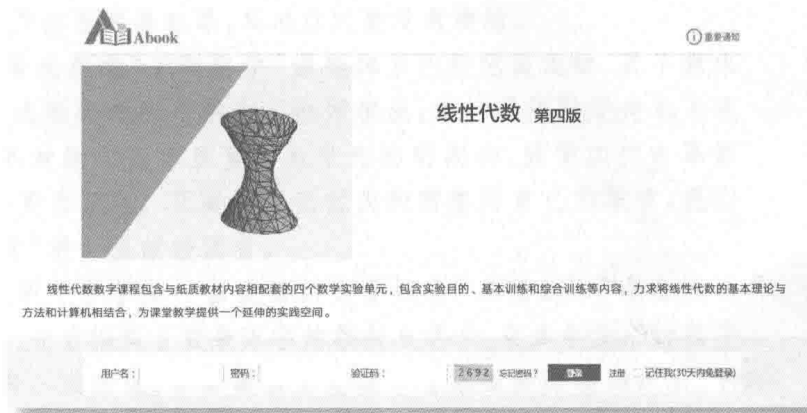 Abook
重要通知
线性代数 第四版
线性代数数字课程包含与纸质教材内容相配套的四个数学实验单元，包含实验目的、基本训练和综合训练等内容，力求将线性代数的基本理论与
方法和计算机相结合，为课堂教学提供一个延伸的实践空间。
用户名： 密码： 验证码： 2692 忘记密码？ 登录 注册 记住我(30天内免登录)